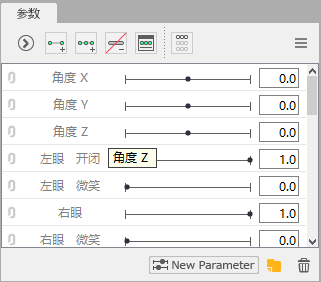 参数
角度 X 0.0
角度 Y 0.0
角度 Z 0.0
左眼 开闭 1.0
角度 Z
左眼 微笑 0.0
右眼 1.0
右眼 微笑 0.0
New Parameter